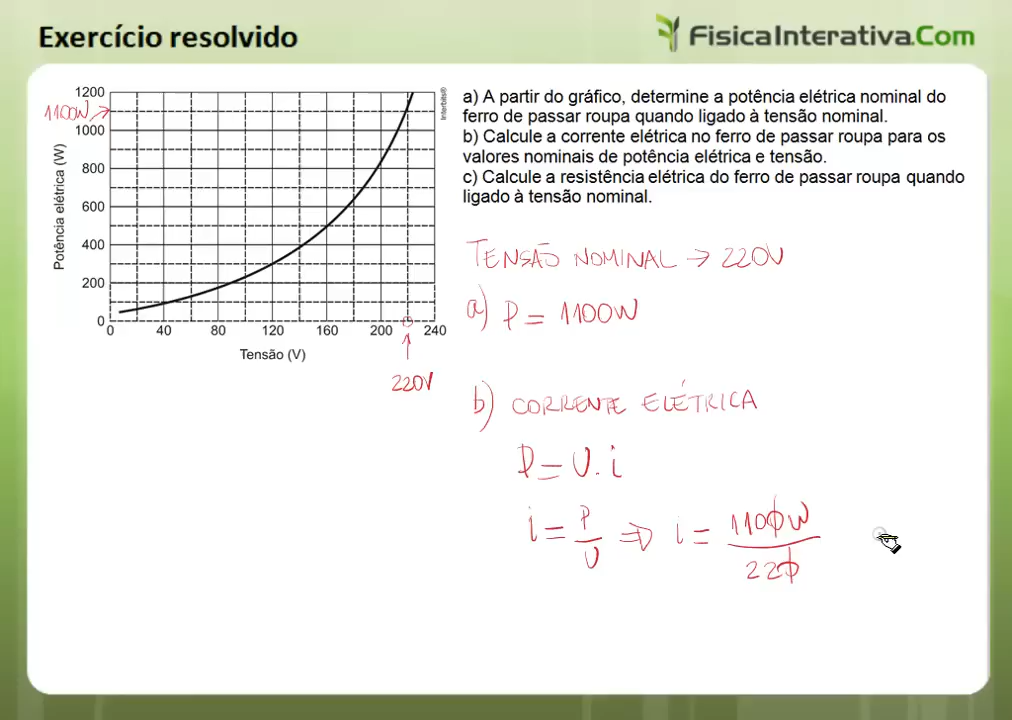 Exercício resolvido
FisicaInterativa.Com
a) A partir do gráfico, determine a potência elétrica nominal do
ferro de passar roupa quando ligado à tensão nominal.
b) Calcule a corrente elétrica no ferro de passar roupa para os
valores nominais de potência elétrica e tensão.
c) Calcule a resistência elétrica do ferro de passar roupa quando
ligado à tensão nominal.
Potência elétrica (W)
1200
1100W →
1000
800
600
400
200
0
0 40 80 120 160 200 240
Tensão (V)
Interbits®
220V
TENSÃO NOMINAL → 220V
a) P = 1100W
b) CORRENTE ELÉTRICA
P = U.i
i = P/U ⇒ i = 1100W/220